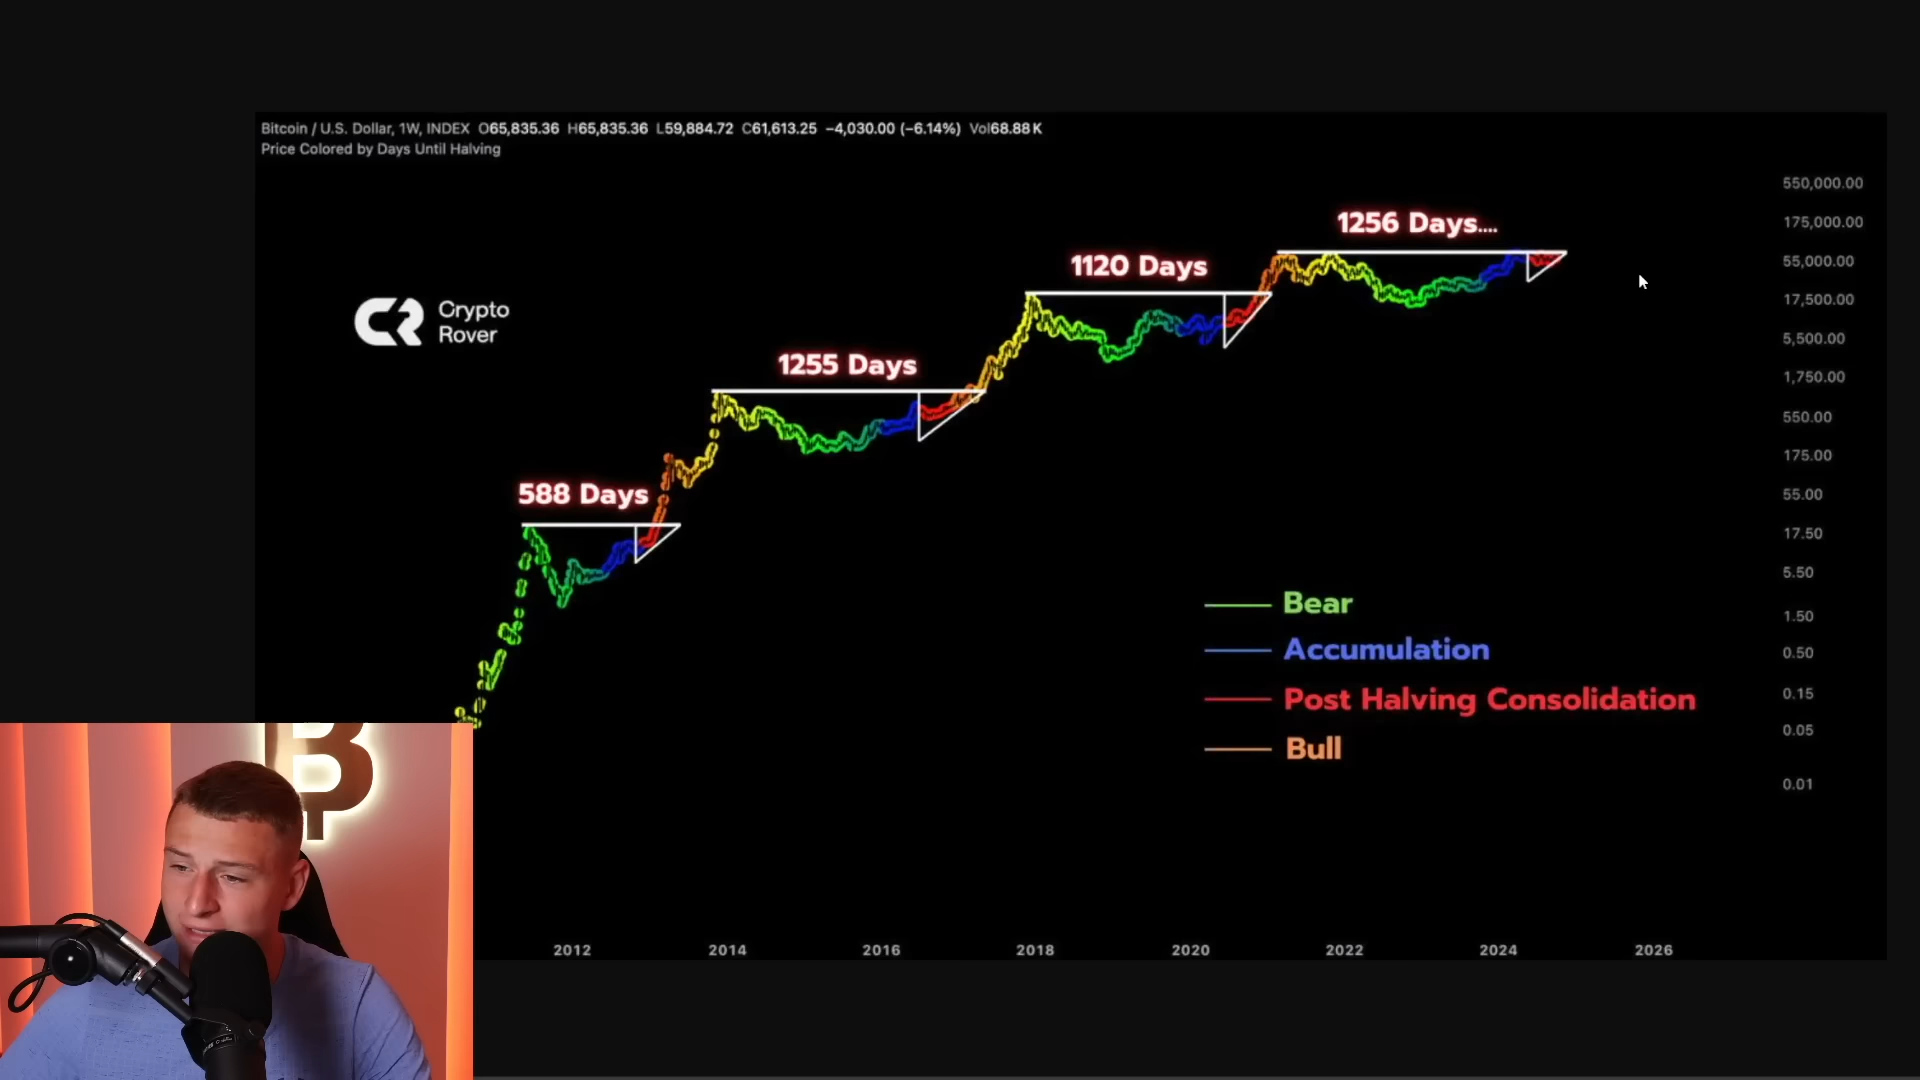 Bitcoin / U.S. Dollar, 1W, INDEX O65,835.36 H65,835.36 L59,884.72 C61,613.25 −4,030.00 (−6.14%) Vol68.88 K
Price Colored by Days Until Halving
550,000.00
175,000.00
1256 Days....
55,000.00
1120 Days
17,500.00
Crypto
Rover
5,500.00
1255 Days
1,750.00
550.00
175.00
588 Days
55.00
17.50
5.50
Bear
1.50
Accumulation
0.50
Post Halving Consolidation
0.15
0.05
Bull
0.01
2012 2014 2016 2018 2020 2022 2024 2026